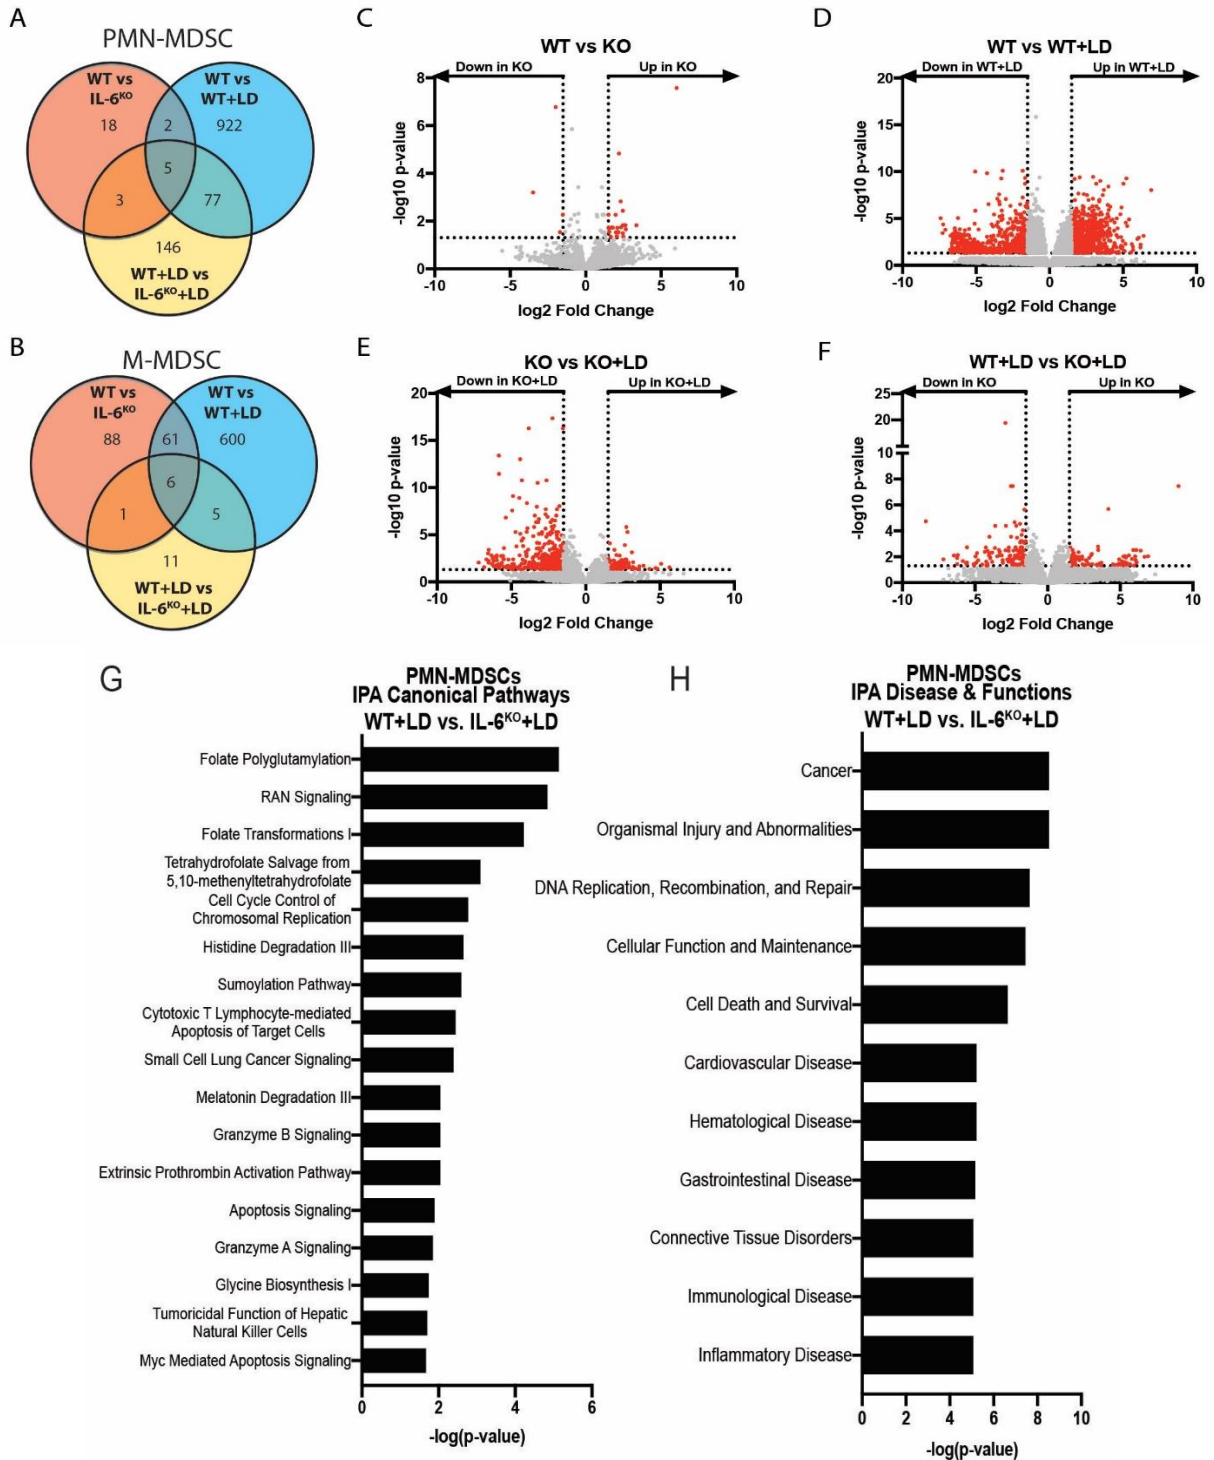 A
PMN-MDSC
WT vs
IL-6KO
WT vs
WT+LD
18
2
922
5
3
77
146
WT+LD vs
IL-6KO+LD
B
M-MDSC
WT vs
IL-6KO
WT vs
WT+LD
88
61
600
6
1
5
11
WT+LD vs
IL-6KO+LD
C
WT vs KO
Down in KO
Up in KO
8
6
4
2
0
-log10 p-value
-10
-5
0
5
10
log2 Fold Change
D
WT vs WT+LD
Down in WT+LD
Up in WT+LD
20
15
10
5
0
-log10 p-value
-10
-5
0
5
10
log2 Fold Change
E
KO vs KO+LD
Down in KO+LD
Up in KO+LD
20
15
10
5
0
-log10 p-value
-10
-5
0
5
10
log2 Fold Change
F
WT+LD vs KO+LD
Down in KO
Up in KO
25
20
10
8
6
4
2
0
-log10 p-value
-10
-5
0
5
10
log2 Fold Change
G
PMN-MDSCs
IPA Canonical Pathways
WT+LD vs. IL-6KO+LD
Folate Polyglutamylation
RAN Signaling
Folate Transformations I
Tetrahydrofolate Salvage from
5,10-methenyltetrahydrofolate
Cell Cycle Control of
Chromosomal Replication
Histidine Degradation III
Sumoylation Pathway
Cytotoxic T Lymphocyte-mediated
Apoptosis of Target Cells
Small Cell Lung Cancer Signaling
Melatonin Degradation III
Granzyme B Signaling
Extrinsic Prothrombin Activation Pathway
Apoptosis Signaling
Granzyme A Signaling
Glycine Biosynthesis I
Tumoricidal Function of Hepatic
Natural Killer Cells
Myc Mediated Apoptosis Signaling
0
2
4
6
-log(p-value)
H
PMN-MDSCs
IPA Disease & Functions
WT+LD vs. IL-6KO+LD
Cancer
Organismal Injury and Abnormalities
DNA Replication, Recombination, and Repair
Cellular Function and Maintenance
Cell Death and Survival
Cardiovascular Disease
Hematological Disease
Gastrointestinal Disease
Connective Tissue Disorders
Immunological Disease
Inflammatory Disease
0
2
4
6
8
10
-log(p-value)